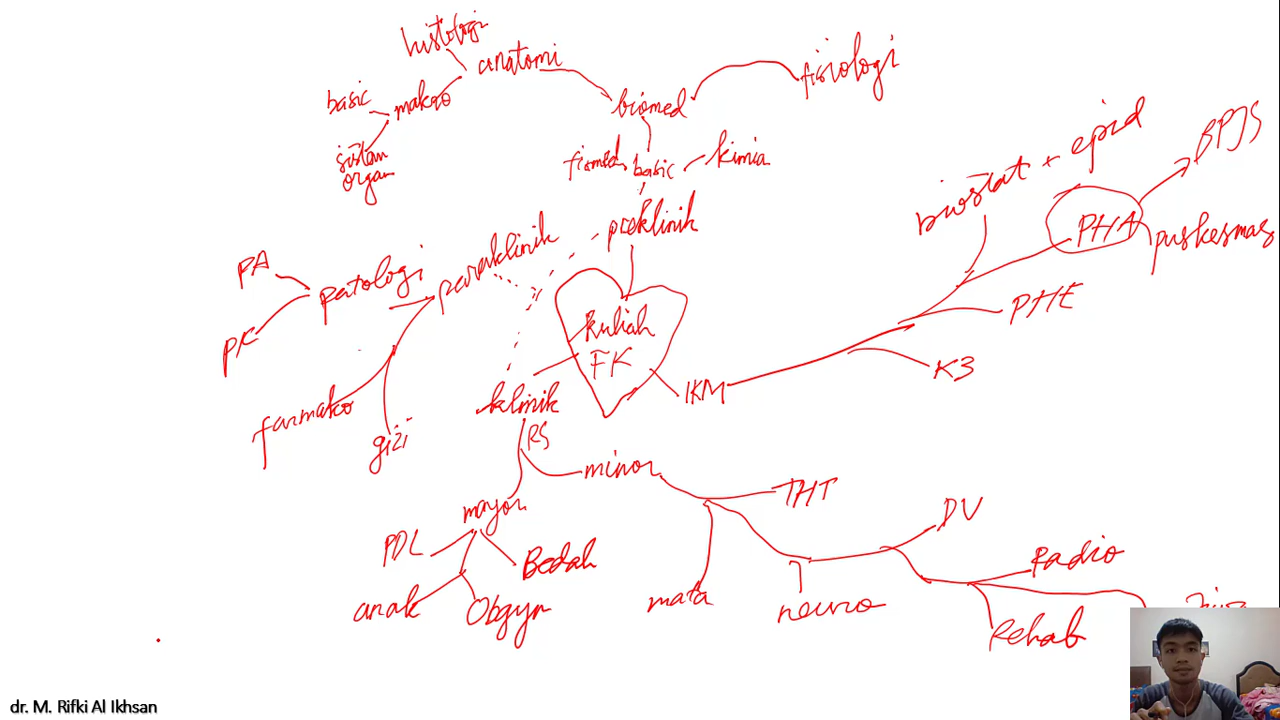 histologi
anatomi
fisiologi
basic
makro
biomed
sistem
organ
basic
kimia
biostat + epid
BPJS
preklinik
PHA
puskesmas
paraklinik
PA
patologi
PK
kuliah
FK
PHE
K3
IKM
klinik
farmako
gizi
RS
minor
mayor
THT
DV
PDL
Bedah
Radio
anak
Obgyn
mata
neuro
Rehab
dr. M. Rifki Al Ikhsan